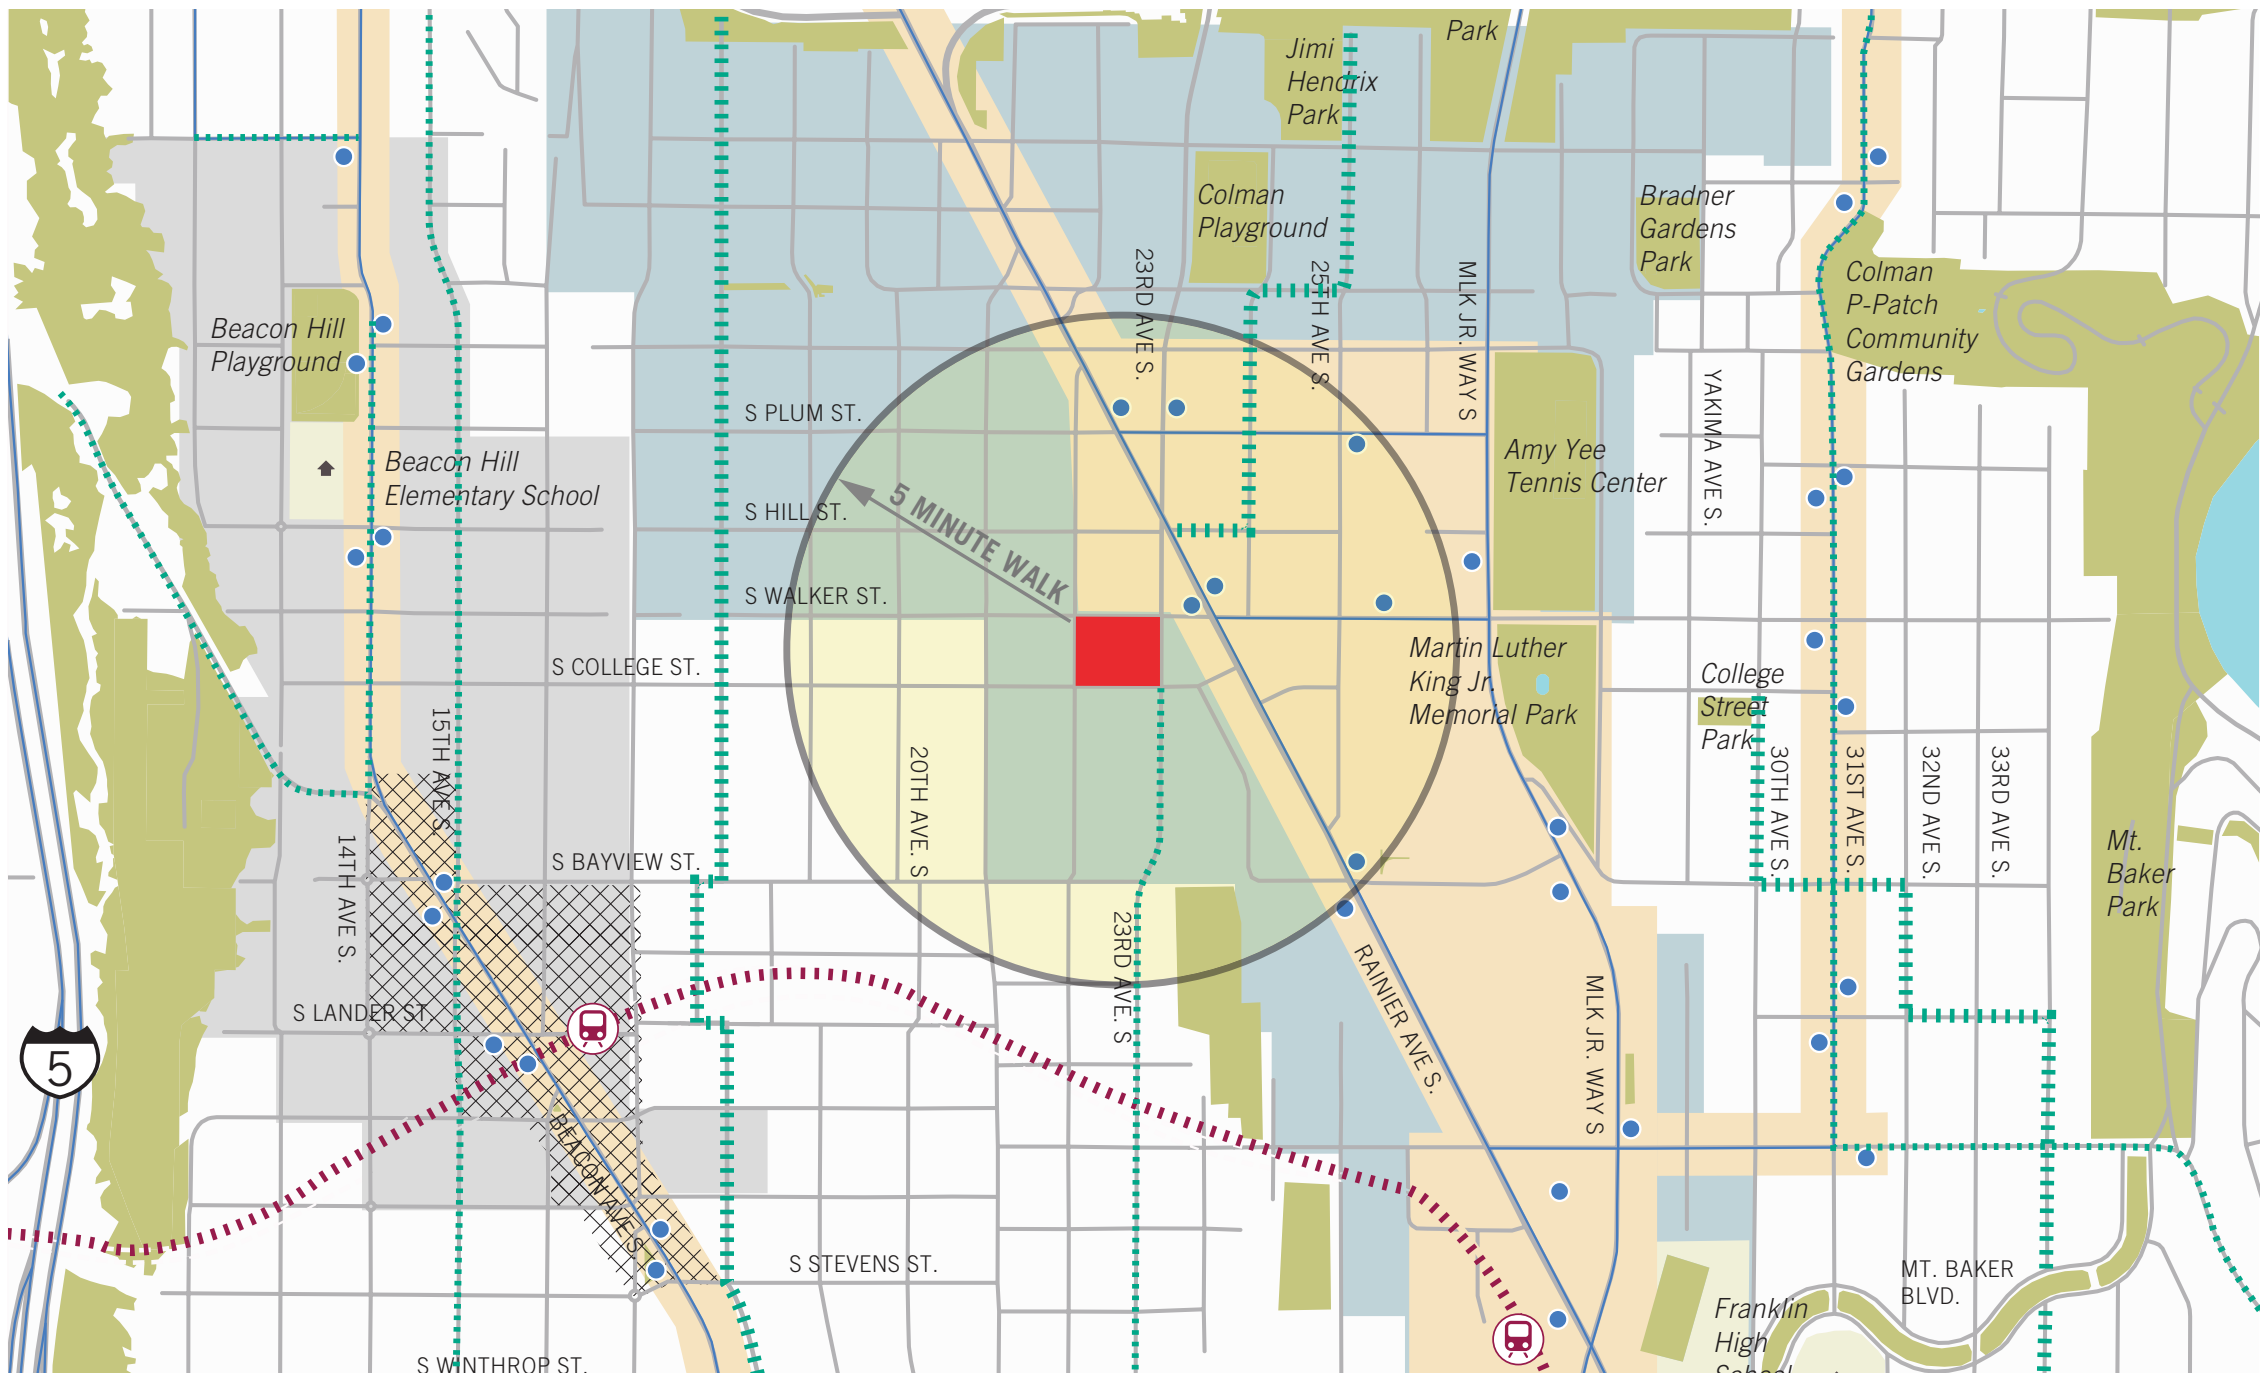 Park
Jimi
Hendrix
Park
Colman
Playground
Bradner
Gardens
Park
Colman
P-Patch
Community
Gardens
Beacon Hill
Playground
23RD AVE S.
25TH AVE S.
MLK JR. WAY S
YAKIMA AVE S.
S PLUM ST.
Beacon Hill
Elementary School
Amy Yee
Tennis Center
S HILL ST.
5 MINUTE WALK
S WALKER ST.
S COLLEGE ST.
Martin Luther
King Jr.
Memorial Park
College
Street
Park
15TH AVE S.
20TH AVE. S
30TH AVE S.
31ST AVE S.
32ND AVE S.
33RD AVE S.
14TH AVE S.
S BAYVIEW ST.
Mt.
Baker
Park
23RD AVE. S
RAINIER AVE S.
MLK JR. WAY S
S LANDER ST.
5
BEACON AVE S.
S STEVENS ST.
MT. BAKER
BLVD.
Franklin
High
School
S WINTHROP ST.